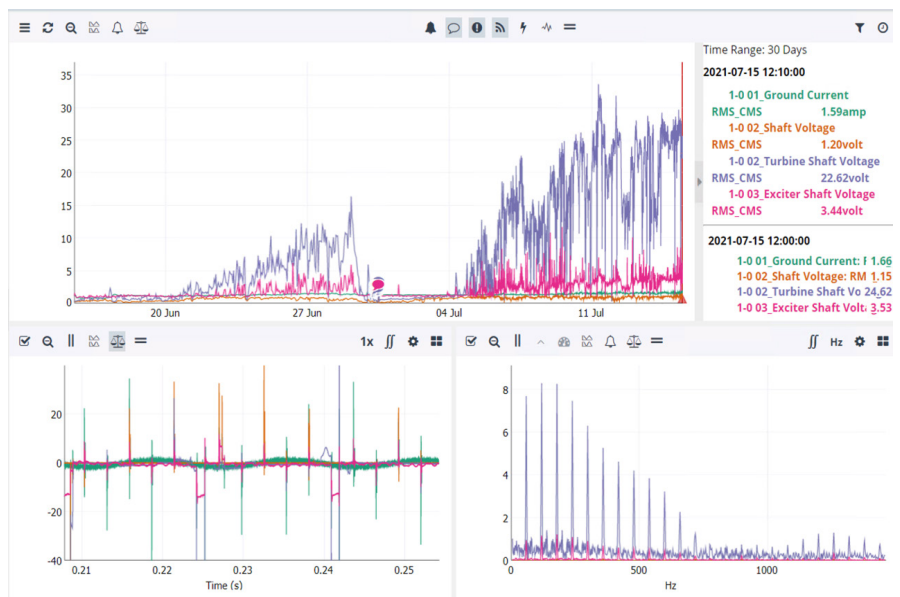 Time Range: 30 Days
2021-07-15 12:10:00
1-0 01_Ground Current
RMS_CMS 1.59amp
1-0 02_Shaft Voltage
RMS_CMS 1.20volt
1-0 02_Turbine Shaft Voltage
RMS_CMS 22.62volt
1-0 03_Exciter Shaft Voltage
RMS_CMS 3.44volt
2021-07-15 12:00:00
1-0 01_Ground Current: F 1.66
1-0 02_Shaft Voltage: RM 1.15
1-0 02_Turbine Shaft Vo 24.62
1-0 03_Exciter Shaft Volt: 3.53
35
30
25
20
15
10
5
0
20 Jun 27 Jun 04 Jul 11 Jul
1x
20
0
-20
-40
0.21 0.22 0.23 0.24 0.25
Time (s)
Hz
8
6
4
2
0
0 500 1000
Hz